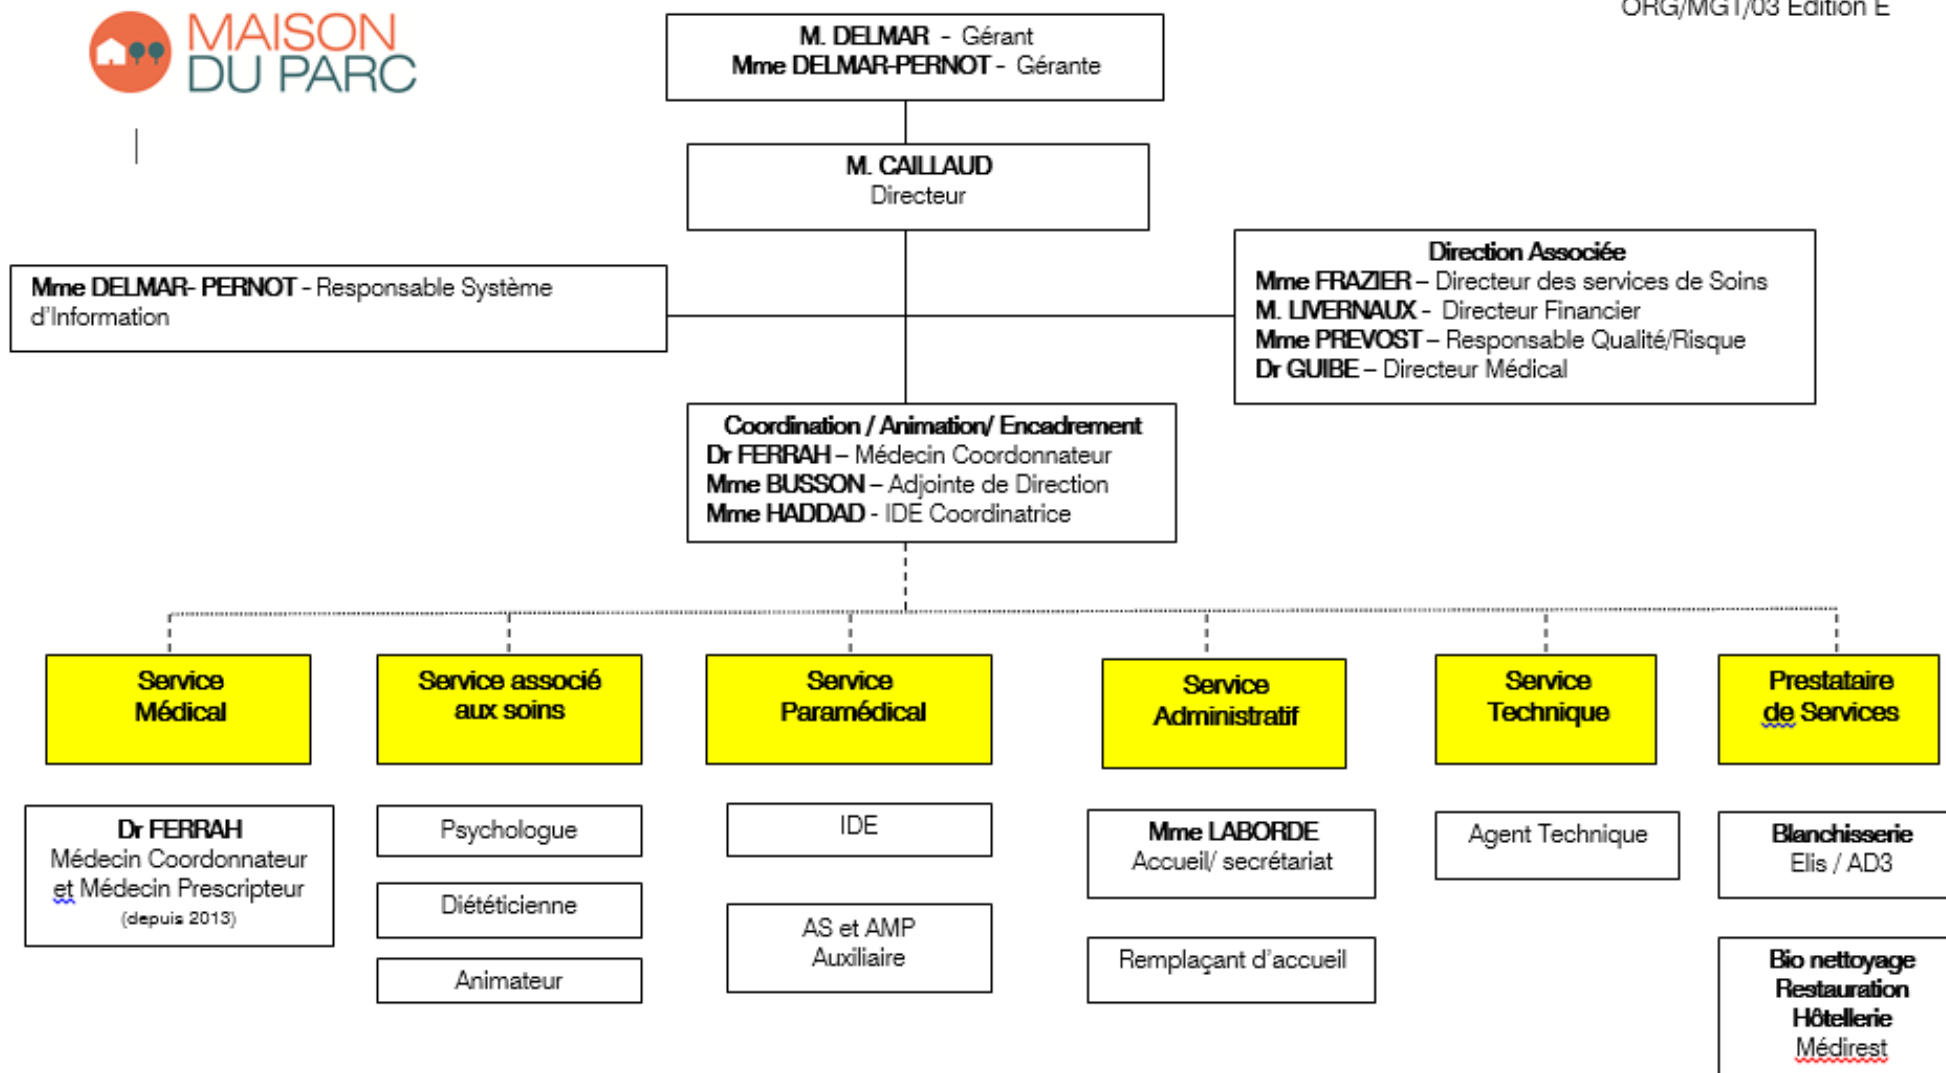 ORG/MGT/03 Edition E
MAISON
DU PARC
M. DELMAR - Gérant
Mme DELMAR-PERNOT - Gérante
M. CAILLAUD
Directeur
Mme DELMAR- PERNOT - Responsable Système
d'Information
Direction Associée
Mme FRAZIER – Directeur des services de Soins
M. LIVERNAUX - Directeur Financier
Mme PREVOST – Responsable Qualité/Risque
Dr GUIBE – Directeur Médical
Coordination / Animation/ Encadrement
Dr FERRAH – Médecin Coordonnateur
Mme BUSSON – Adjointe de Direction
Mme HADDAD - IDE Coordinatrice
Service
Médical
Dr FERRAH
Médecin Coordonnateur
et Médecin Prescripteur
(depuis 2013)
Service associé
aux soins
Psychologue
Diététicienne
Animateur
Service
Paramédical
IDE
AS et AMP
Auxiliaire
Service
Administratif
Mme LABORDE
Accueil/ secrétariat
Remplaçant d'accueil
Service
Technique
Agent Technique
Prestataire
de Services
Blanchisserie
Elis / AD3
Bio nettoyage
Restauration
Hôtellerie
Médirest